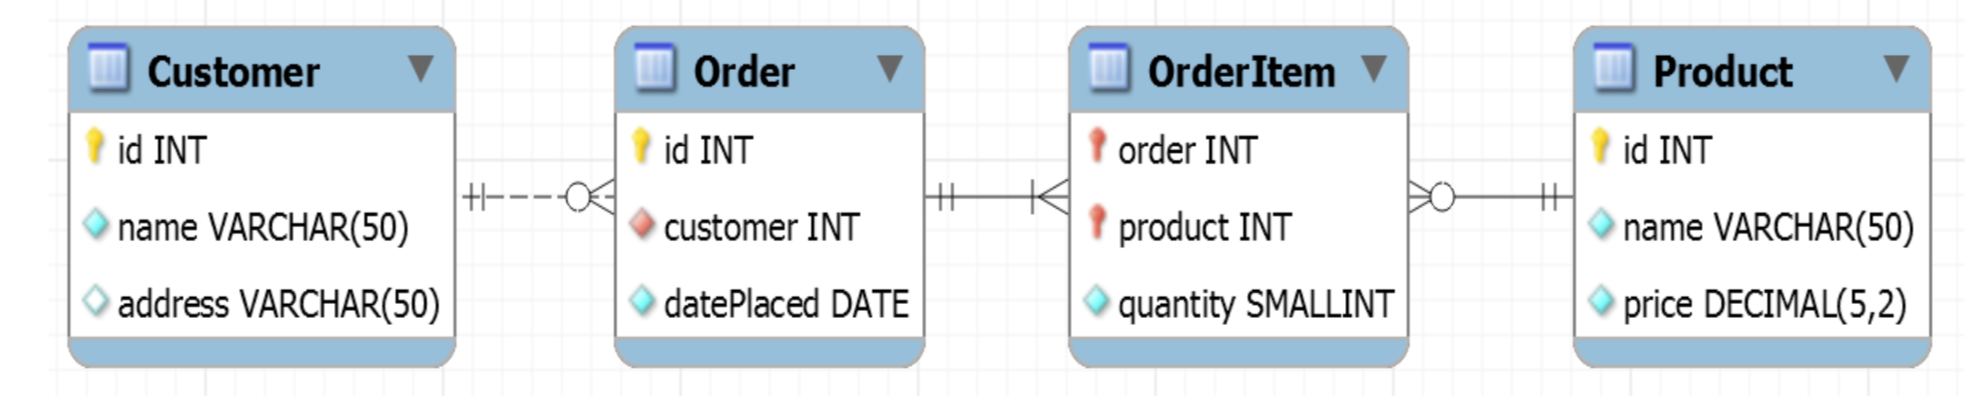 Customer
id INT
name VARCHAR(50)
address VARCHAR(50)
Order
id INT
customer INT
datePlaced DATE
OrderItem
order INT
product INT
quantity SMALLINT
Product
id INT
name VARCHAR(50)
price DECIMAL(5,2)